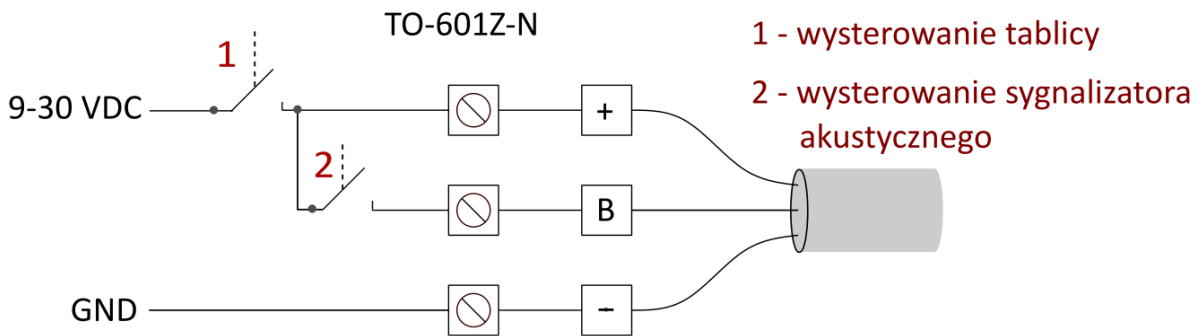 TO-601Z-N
1 - wysterowanie tablicy
2 - wysterowanie sygnalizatora
akustycznego
1
9-30 VDC
+
2
B
GND
-